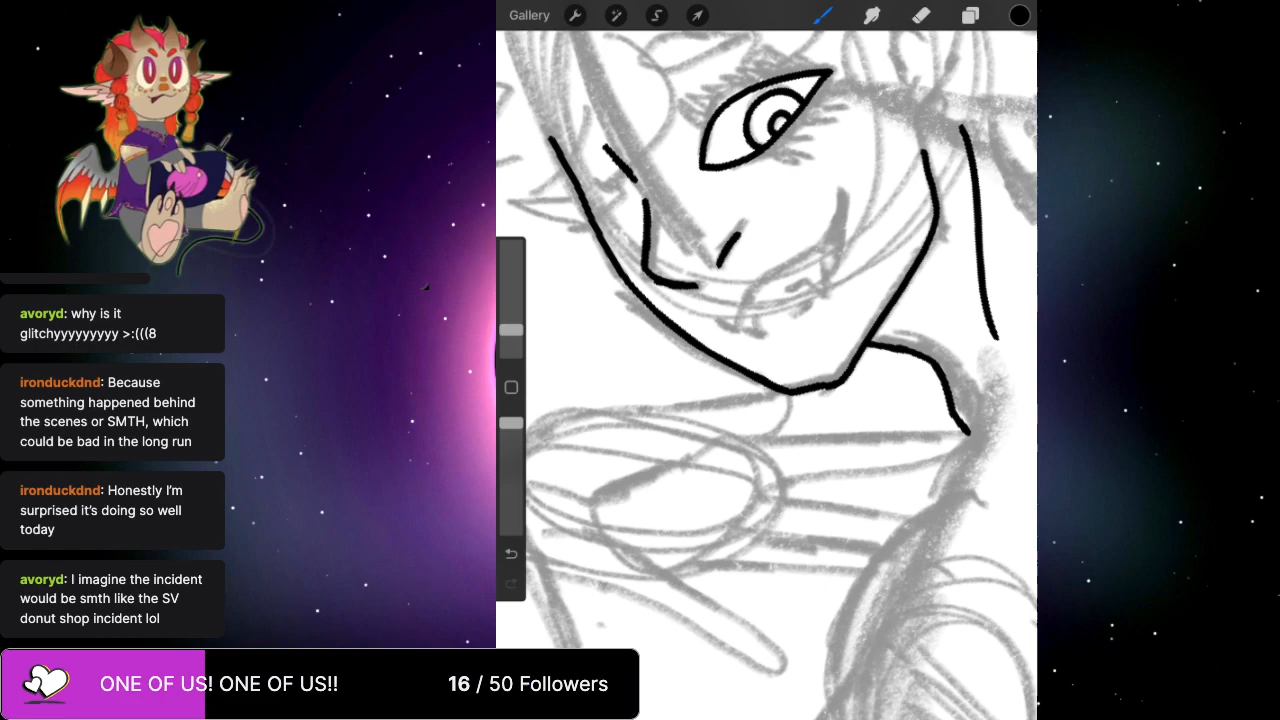 Gallery
avoryd: why is it
glitchyyyyyyyyy >:(((8
ironduckdnd: Because
something happened behind
the scenes or SMTH, which
could be bad in the long run
ironduckdnd: Honestly I'm
surprised it's doing so well
today
avoryd: I imagine the incident
would be smth like the SV
donut shop incident lol
ONE OF US! ONE OF US!!
16 / 50 Followers